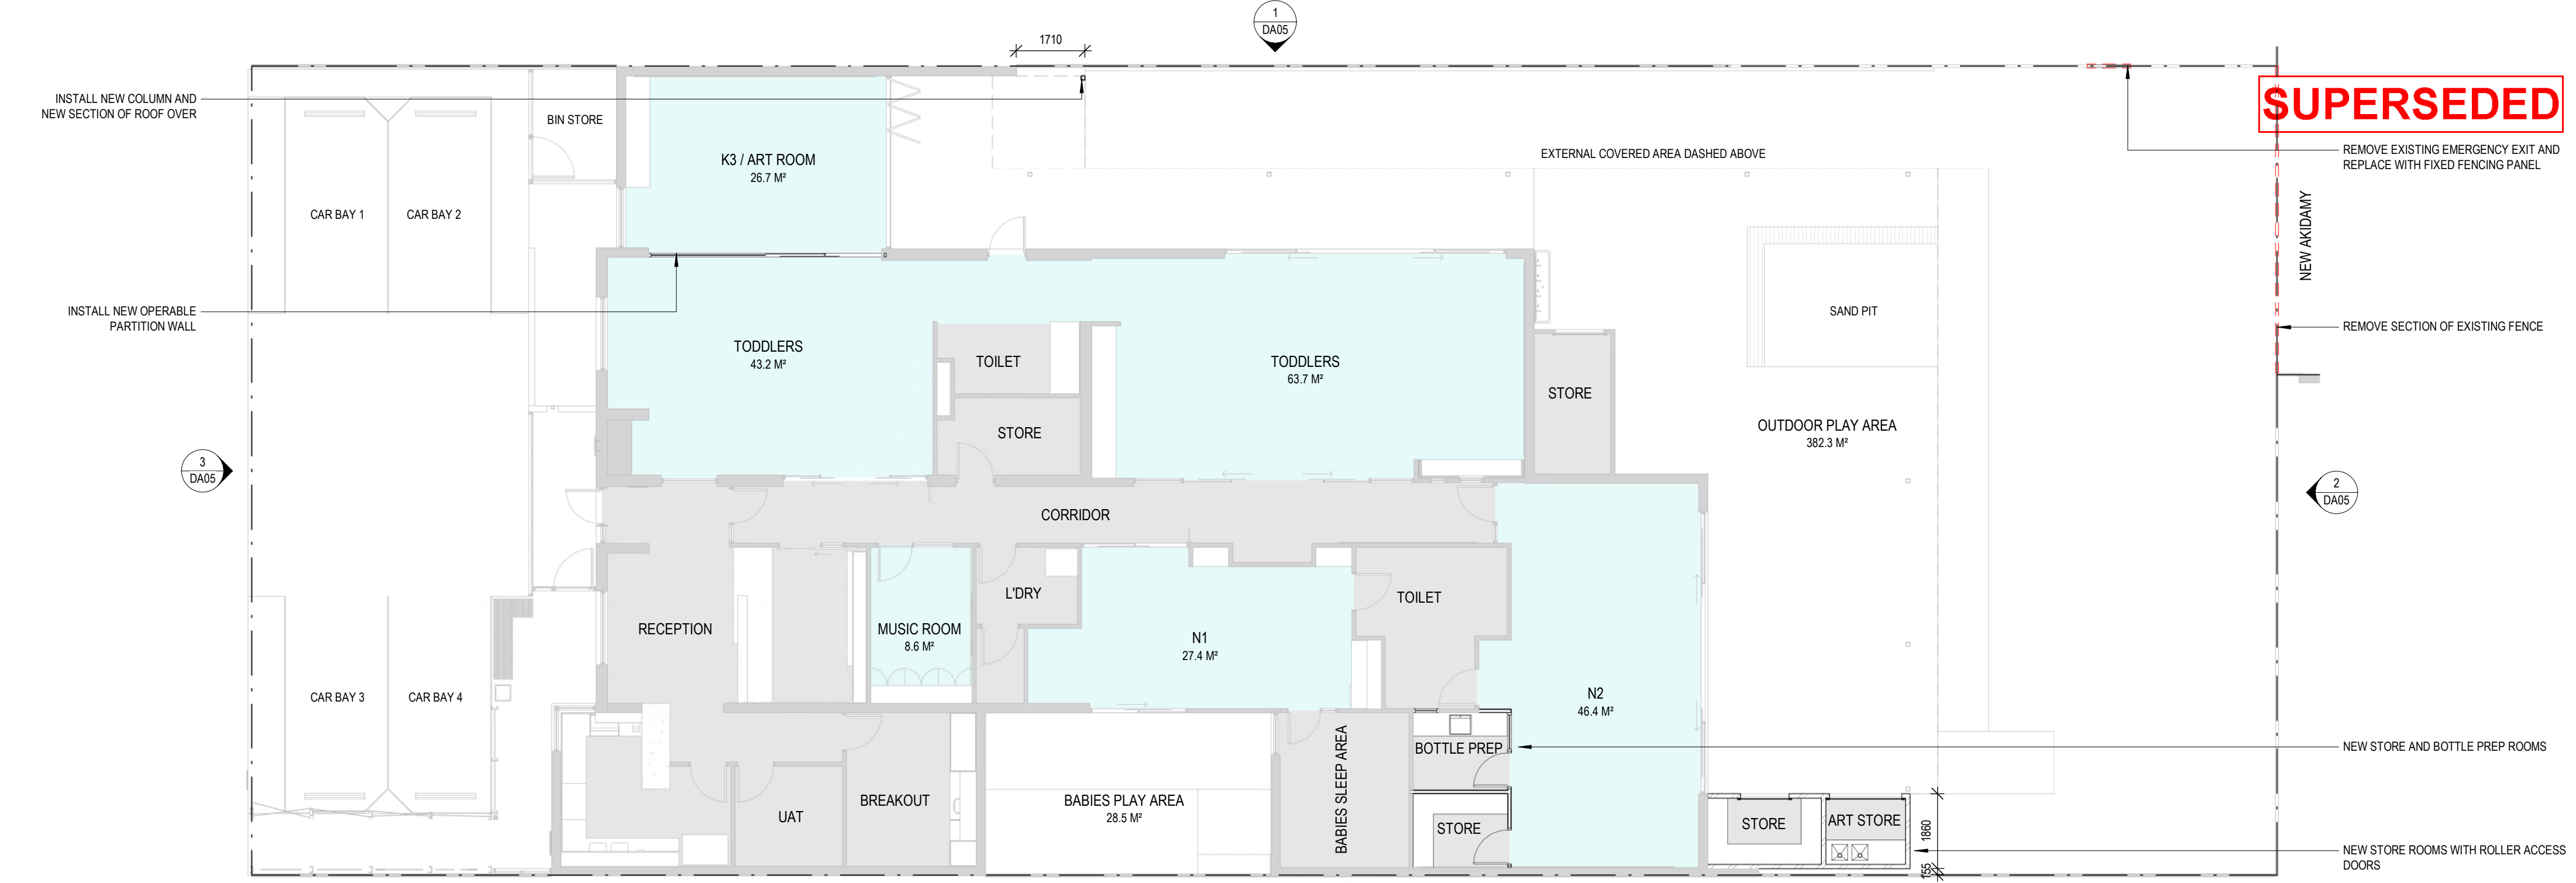 1
DA05
1710
SUPERSEDED
INSTALL NEW COLUMN AND
NEW SECTION OF ROOF OVER
BIN STORE
K3 / ART ROOM
26.7 M²
EXTERNAL COVERED AREA DASHED ABOVE
REMOVE EXISTING EMERGENCY EXIT AND
REPLACE WITH FIXED FENCING PANEL
CAR BAY 1
CAR BAY 2
NEW AKIDAMY
INSTALL NEW OPERABLE
PARTITION WALL
SAND PIT
REMOVE SECTION OF EXISTING FENCE
TODDLERS
43.2 M²
TOILET
TODDLERS
63.7 M²
STORE
STORE
OUTDOOR PLAY AREA
382.3 M²
3
DA05
2
DA05
CORRIDOR
L'DRY
TOILET
RECEPTION
MUSIC ROOM
8.6 M²
N1
27.4 M²
CAR BAY 3
CAR BAY 4
N2
46.4 M²
BOTTLE PREP
NEW STORE AND BOTTLE PREP ROOMS
BABIES SLEEP AREA
BREAKOUT
BABIES PLAY AREA
28.5 M²
UAT
STORE
STORE
ART STORE
1860
155
NEW STORE ROOMS WITH ROLLER ACCESS
DOORS